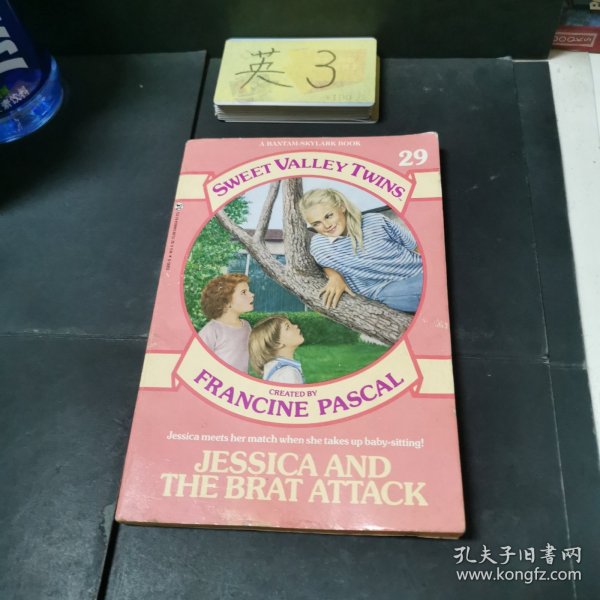 英 3
A BANTAM-SKYLARK BOOK
29
SWEET VALLEY TWINS
CREATED BY
FRANCINE PASCAL
Jessica meets her match when she takes up baby-sitting!
JESSICA AND
THE BRAT ATTACK
孔夫子旧書网
www.kongfz.com